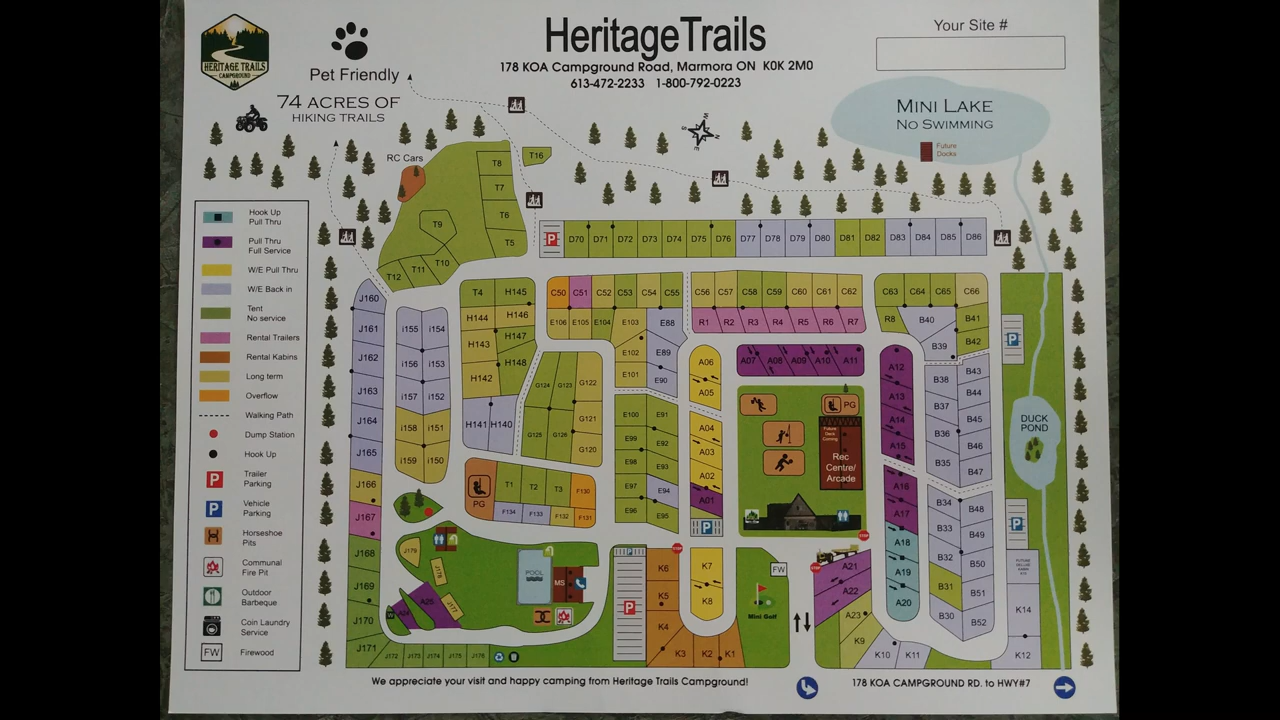 HeritageTrails
178 KOA Campground Road, Marmora ON K0K 2M0
613-472-2233 1-800-792-0223
HERITAGE TRAILS
CAMPGROUND
Pet Friendly
74 ACRES OF
HIKING TRAILS
Your Site #
MINI LAKE
NO SWIMMING
Future
Docks
RC Cars
T8
T16
T7
T6
T9
T5
T10
T11
T12
P
D70 D71 D72 D73 D74 D75 D76 D77 D78 D79 D80 D81 D82 D83 D84 D85 D86
Hook Up
Pull Thru
Pull Thru
Full Service
W/E Pull Thru
W/E Back in
Tent
No service
Rental Trailers
Rental Kabins
Long term
Overflow
Walking Path
Dump Station
Hook Up
P Trailer
Parking
P Vehicle
Parking
Horseshoe
Pits
Communal
Fire Pit
Outdoor
Barbeque
Coin Laundry
Service
FW Firewood
J160
J161
J162
J163
J164
J165
J166
J167
J168
J169
J170
J171
J172 J173 J174 J175 J176
i155 i154
i156 i153
i157 i152
i158 i151
i159 i150
T4 H145
H144 H146
H143 H147
H148
H142
H141 H140
C50 C51 C52 C53 C54 C55
E106 E105 E104 E103 E88
E102 E89
E101 E90
G124 G123 G122
G121
G125 G126 G120
E100 E91
E99 E92
E98 E93
E97 E94
E96 E95
PG
T1 T2 T3 F130
F134 F133 F132 F131
C56 C57 C58 C59 C60 C61 C62
R1 R2 R3 R4 R5 R6 R7
A06
A05
A04
A03
A02
A01
P
A07 A08 A09 A10 A11
PG
Future
Deck
Coming
Rec
Centre/
Arcade
C63 C64 C65 C66
R8 B40 B41
B39 B42
A12
A13
A14
A15
A16
A17
A18
A19
A20
B38 B43
B37 B44
B36 B45
B35 B46
B47
B34 B48
B33 B49
B32 B50
B31 B51
B30 B52
P
DUCK
POND
P
K14
K12
J179
J178
J177
A25
POOL
MS
P
P
STOP
K6
K5
K4
K3 K2 K1
K7
K8
FW
Mini Golf
STOP
STOP
A21
A22
A23
K9
K10 K11
We appreciate your visit and happy camping from Heritage Trails Campground!
178 KOA CAMPGROUND RD. to HWY#7